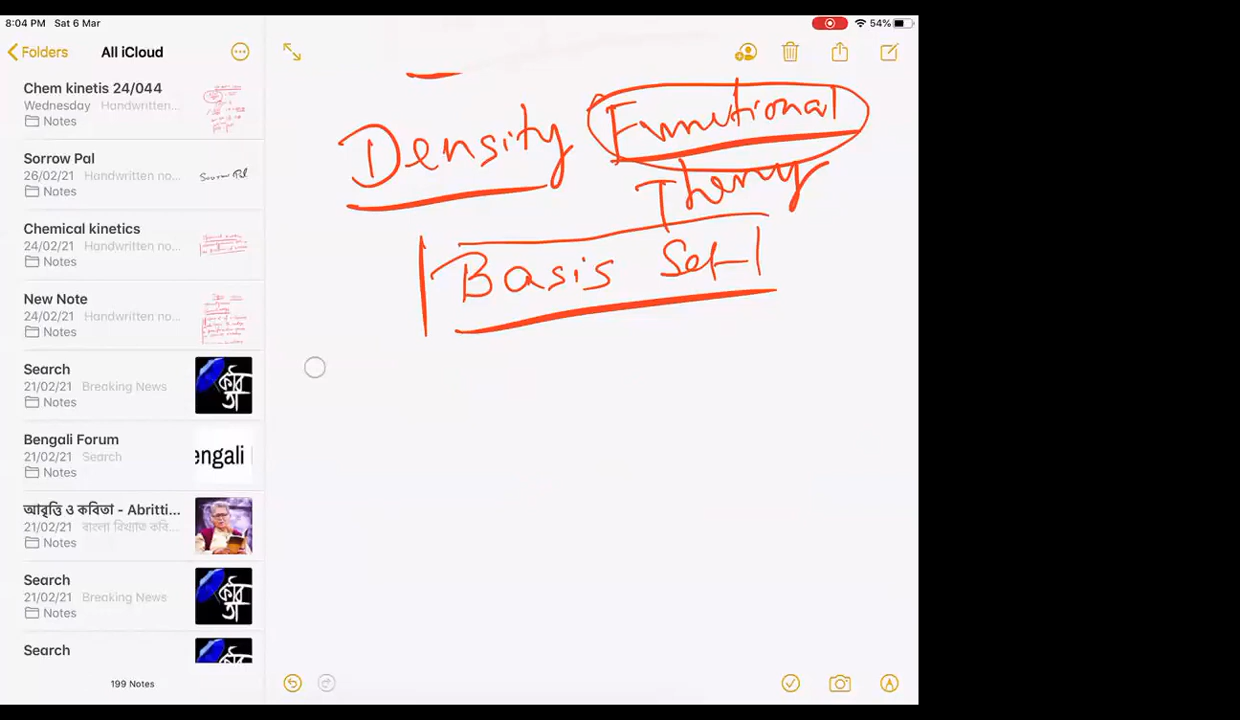 8:04 PM Sat 6 Mar
54%
Folders
All iCloud
Chem kinetis 24/044
Wednesday Handwritten...
Notes
Sorrow Pal
26/02/21 Handwritten no...
Notes
Sorrow Pal
Chemical kinetics
24/02/21 Handwritten no...
Notes
New Note
24/02/21 Handwritten no...
Notes
Search
21/02/21 Breaking News
Notes
Bengali Forum
21/02/21 Search
Notes
engali
আবৃত্তি ও কবিতা - Abritti...
21/02/21 বাংলা বিখ্যাত কবি...
Notes
Search
21/02/21 Breaking News
Notes
Search
199 Notes
Density Functional
Theory
Basis Set